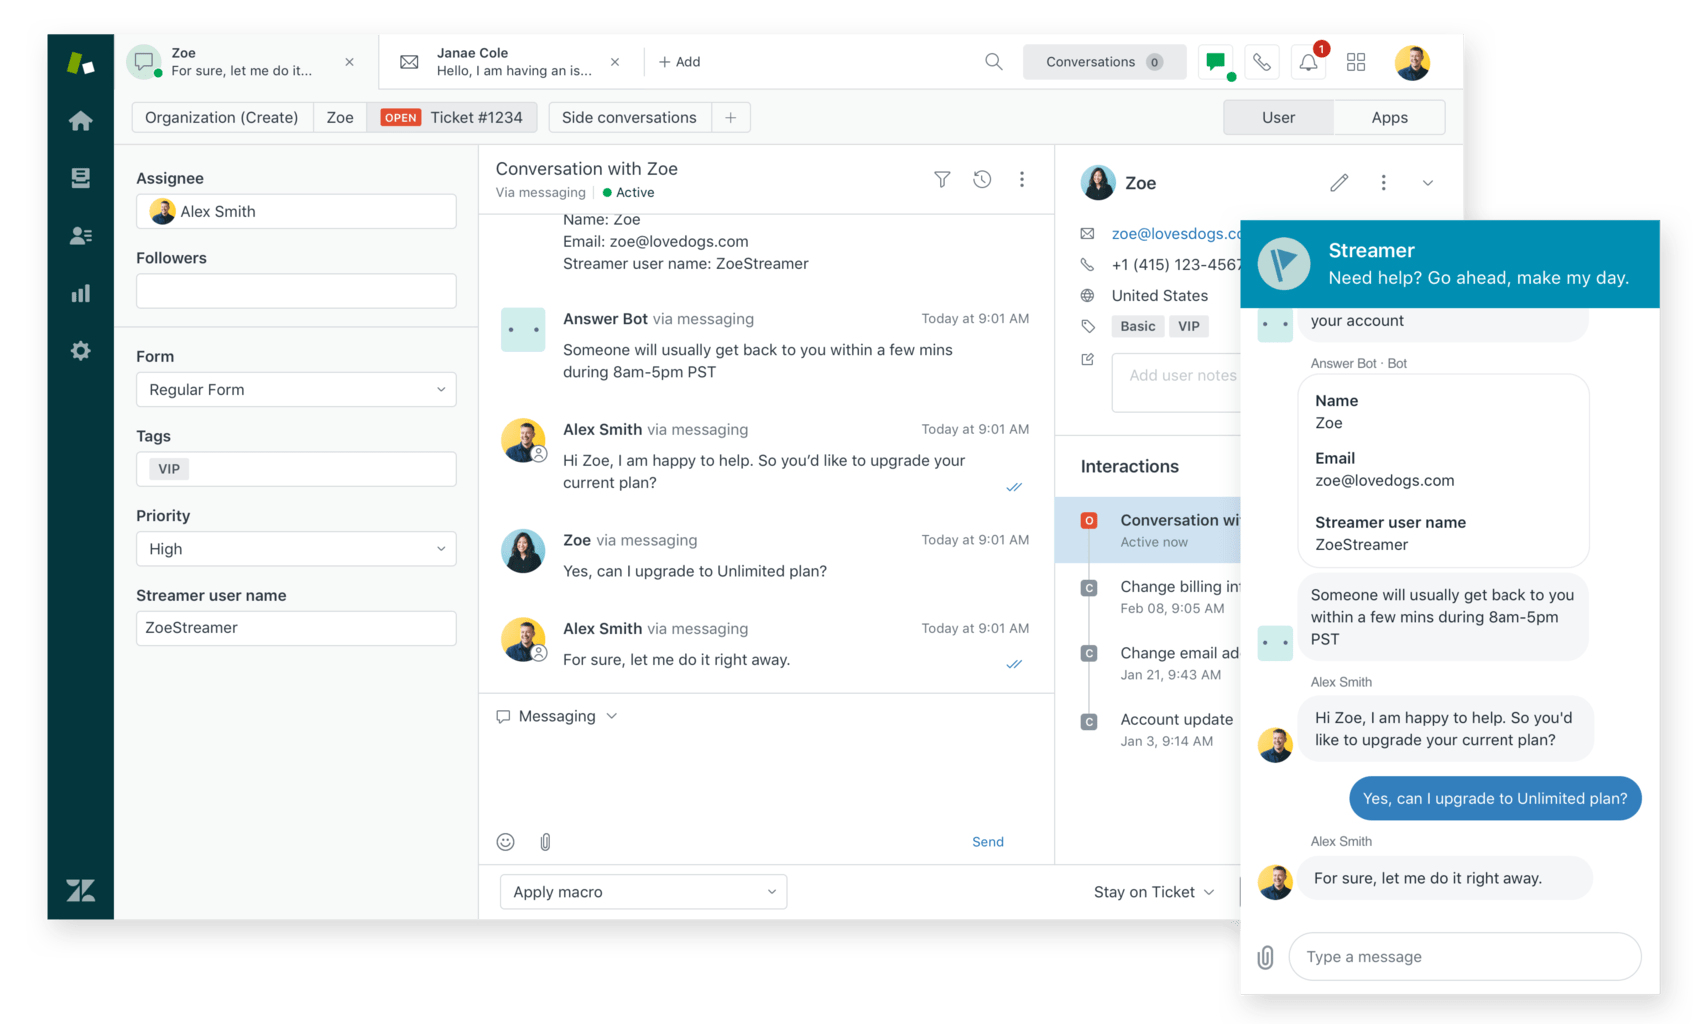 Zoe
For sure, let me do it...
Janae Cole
Hello, I am having an is...
+ Add
Conversations 0
1
Organization (Create)
Zoe
OPEN Ticket #1234
Side conversations
+
User
Apps
Assignee
Alex Smith
Followers
Form
Regular Form
Tags
VIP
Priority
High
Streamer user name
ZoeStreamer
Conversation with Zoe
Via messaging
Active
Name: Zoe
Email: zoe@lovedogs.com
Streamer user name: ZoeStreamer
Answer Bot via messaging
Today at 9:01 AM
Someone will usually get back to you within a few mins
during 8am-5pm PST
Alex Smith via messaging
Today at 9:01 AM
Hi Zoe, I am happy to help. So you’d like to upgrade your
current plan?
Zoe via messaging
Today at 9:01 AM
Yes, can I upgrade to Unlimited plan?
Alex Smith via messaging
Today at 9:01 AM
For sure, let me do it right away.
Messaging
Send
Apply macro
Stay on Ticket
Zoe
zoe@lovesdogs.co
+1 (415) 123-4567
United States
Basic
VIP
Add user notes
Interactions
O
Conversation wi
Active now
C
Change billing in
Feb 08, 9:05 AM
C
Change email ad
Jan 21, 9:43 AM
C
Account update
Jan 3, 9:14 AM
Streamer
Need help? Go ahead, make my day.
your account
Answer Bot · Bot
Name
Zoe
Email
zoe@lovedogs.com
Streamer user name
ZoeStreamer
Someone will usually get back to you
within a few mins during 8am-5pm
PST
Alex Smith
Hi Zoe, I am happy to help. So you'd
like to upgrade your current plan?
Yes, can I upgrade to Unlimited plan?
Alex Smith
For sure, let me do it right away.
Type a message